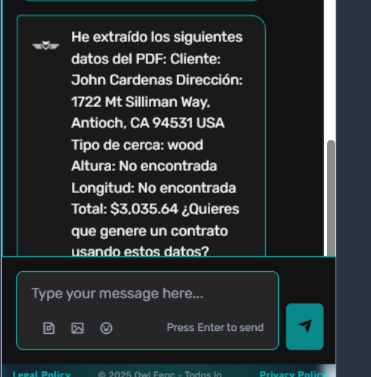 He extraído los siguientes
datos del PDF: Cliente:
John Cardenas Dirección:
1722 Mt Silliman Way,
Antioch, CA 94531 USA
Tipo de cerca: wood
Altura: No encontrada
Longitud: No encontrada
Total: $3,035.64 ¿Quieres
que genere un contrato
usando estos datos?
Type your message here...
Press Enter to send
Legal Policy © 2025 Owl Fenc - Todos lo Privacy Policy